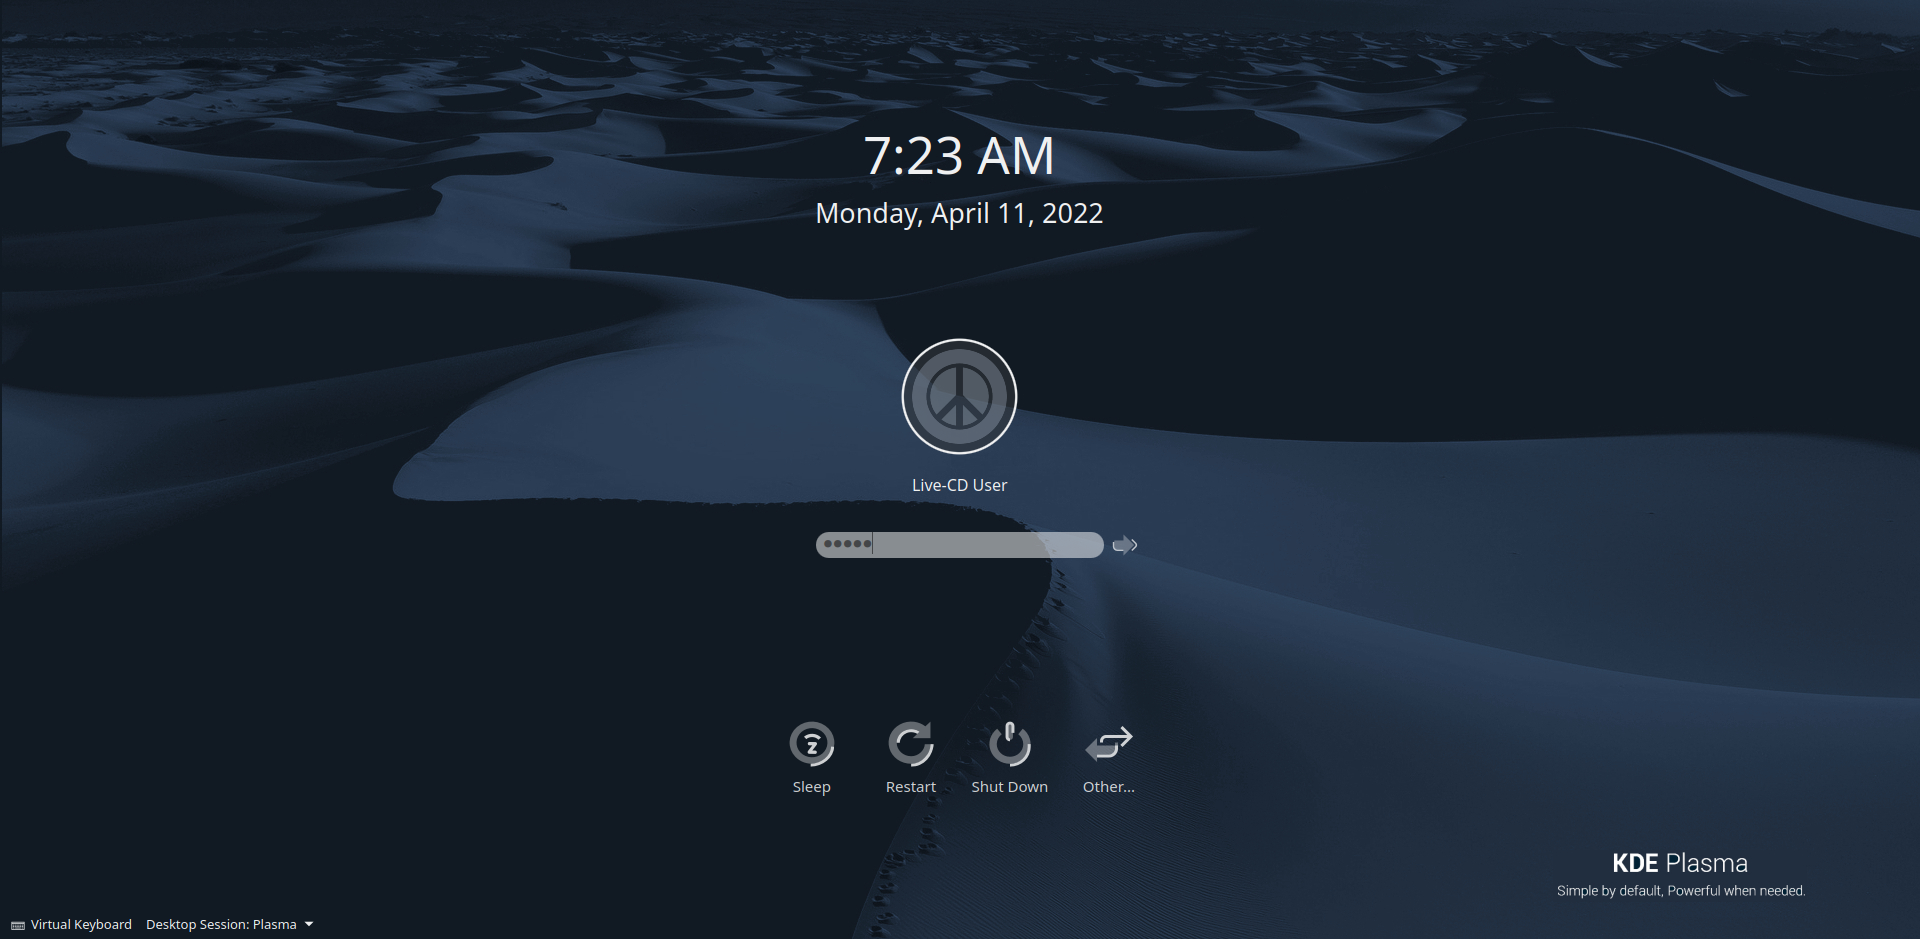 7:23 AM
Monday, April 11, 2022
Live-CD User
Sleep Restart Shut Down Other...
KDE Plasma
Simple by default, Powerful when needed.
Virtual Keyboard Desktop Session: Plasma